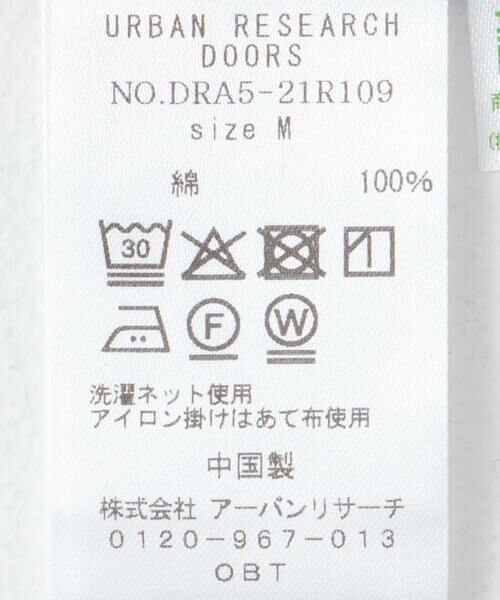 URBAN RESEARCH
DOORS
NO.DRA5-21R109
size M
綿 100%
30
F W
洗濯ネット使用
アイロン掛けはあて布使用
中国製
株式会社 アーバンリサーチ
0120-967-013
OBT